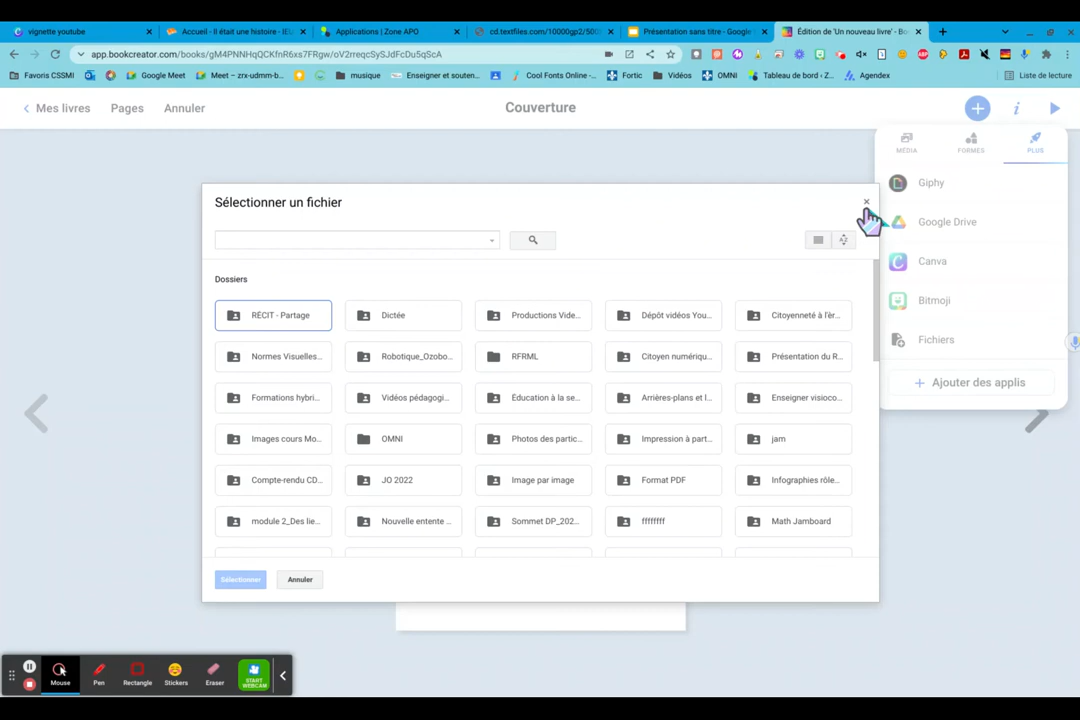 vignette youtube
Accueil - Il était une histoire - IEU
Applications | Zone APO
cd.textfiles.com/10000gp2/500
Présentation sans titre - Google
Édition de 'Un nouveau livre' - Boo
app.bookcreator.com/books/gM4PNNHQCKfnR6xs7FRgw/oV2rreqcSySJdFcDu5qScA
Favoris CSSMI
Google Meet
Meet – zrx-udmm-b...
musique
Enseigner et souten...
Cool Fonts Online -...
Fortic
Vidéos
OMNI
Tableau de bord / Z...
Agendex
Liste de lecture
Mes livres
Pages
Annuler
Couverture
MÉDIA
FORMES
PLUS
Giphy
Google Drive
Canva
Bitmoji
Fichiers
+ Ajouter des applis
Sélectionner un fichier
Dossiers
RÉCIT - Partage
Dictée
Productions Vide...
Dépôt vidéos You...
Citoyenneté à l'èr...
Normes Visuelles...
Robotique_Ozobo...
RFRML
Citoyen numériqu...
Présentation du R...
Formations hybri...
Vidéos pédagogi...
Éducation à la se...
Arrières-plans et l...
Enseigner visioco...
Images cours Mo...
OMNI
Photos des partic...
Impression à part...
jam
Compte-rendu CD...
JO 2022
Image par image
Format PDF
Infographies rôle...
module 2_Des lie...
Nouvelle entente ...
Sommet DP_202...
ffffffff
Math Jamboard
Sélectionner
Annuler
Mouse
Pen
Rectangle
Stickers
Eraser
START
WEBCAM